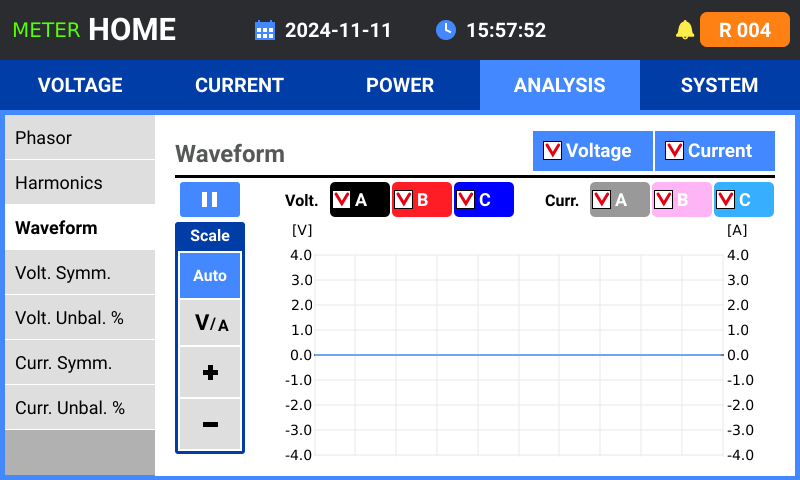 METER HOME 2024-11-11 15:57:52 R 004
VOLTAGE CURRENT POWER ANALYSIS SYSTEM
Phasor
Harmonics
Waveform
Volt. Symm.
Volt. Unbal. %
Curr. Symm.
Curr. Unbal. %
Waveform Voltage Current
Volt. A B C Curr. A B C
Scale
Auto
V/A
+
−
[V] [A]
4.0 4.0
3.0 3.0
2.0 2.0
1.0 1.0
0.0 0.0
-1.0 -1.0
-2.0 -2.0
-3.0 -3.0
-4.0 -4.0